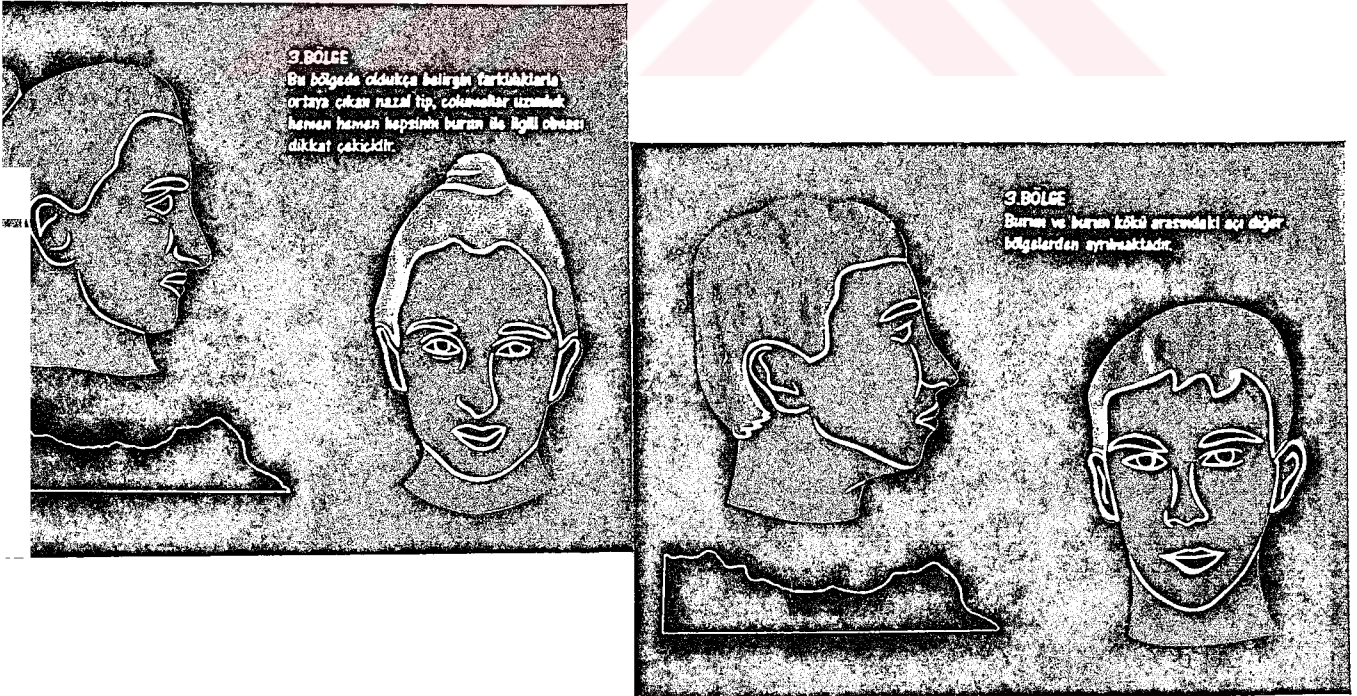 3.BÖLGE
Bu bölgede oldukça belirgin farklılıklarla
ortaya çıkan nazal tip, columellar uzunluk
hemen hemen hepsinin burun ile ilgili olması
dikkat çekicidir.
3.BÖLGE
Burun ve burun kökü arasındaki açı diğer
bölgelerden ayrılmaktadır.